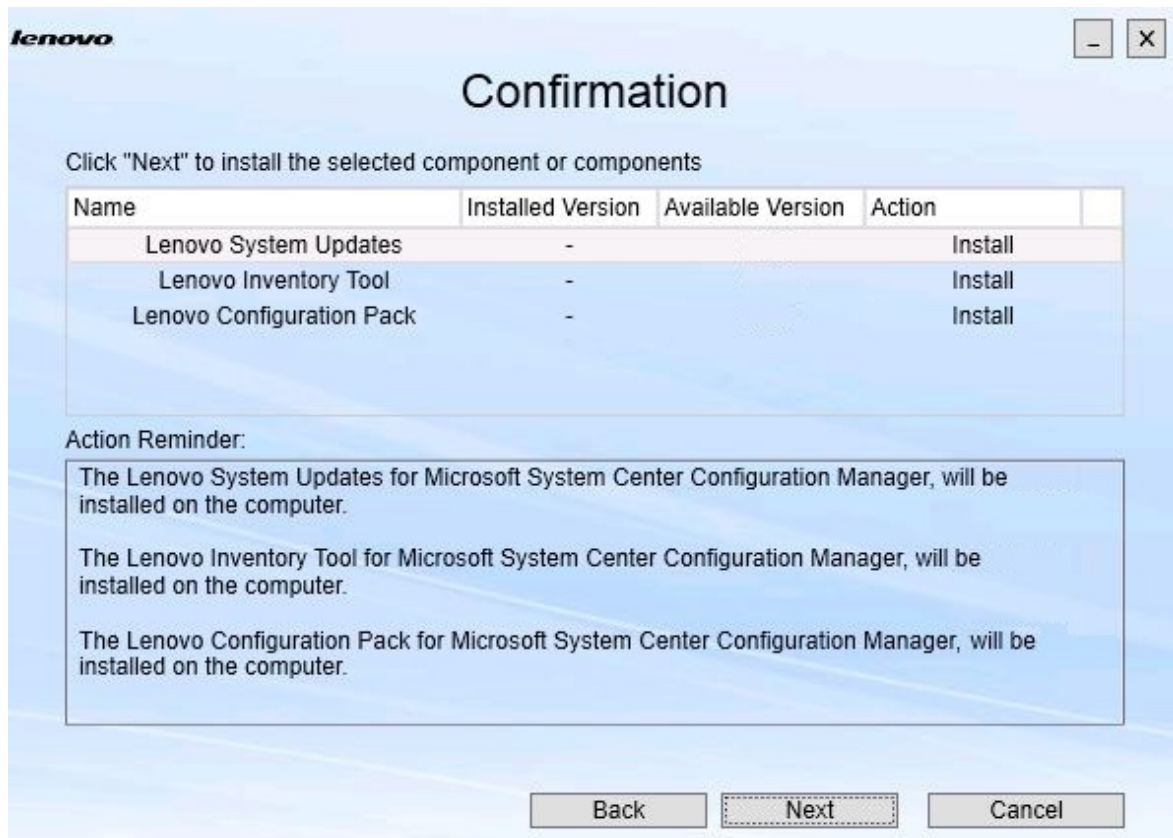 lenovo
_ X
Confirmation
Click "Next" to install the selected component or components
Name Installed Version Available Version Action
Lenovo System Updates - Install
Lenovo Inventory Tool - Install
Lenovo Configuration Pack - Install
Action Reminder:
The Lenovo System Updates for Microsoft System Center Configuration Manager, will be
installed on the computer.
The Lenovo Inventory Tool for Microsoft System Center Configuration Manager, will be
installed on the computer.
The Lenovo Configuration Pack for Microsoft System Center Configuration Manager, will be
installed on the computer.
Back Next Cancel